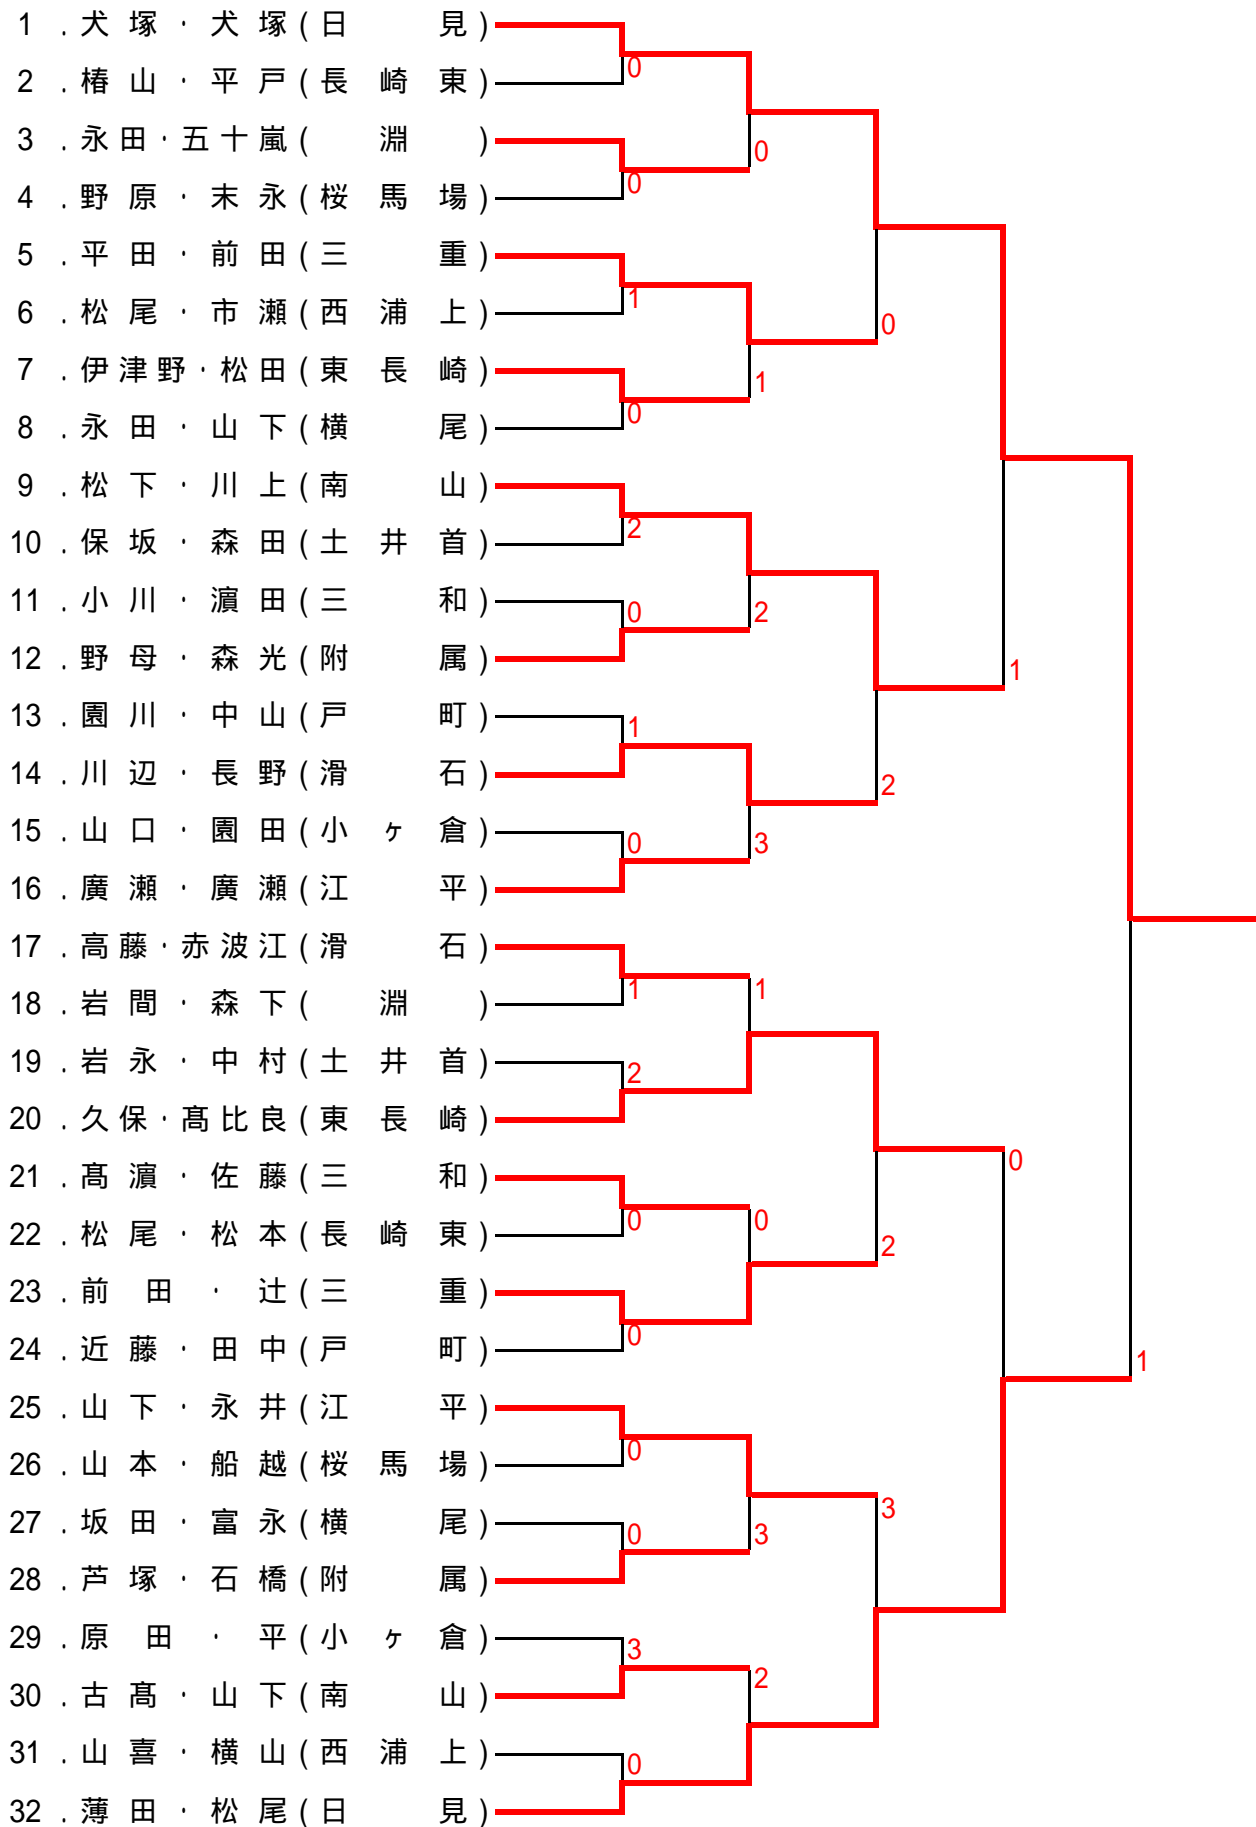 1 . 犬塚・犬塚(日見)
0
2 . 椿山・平戸(長崎東)
3 . 永田・五十嵐(淵)
0
0
4 . 野原・末永(桜馬場)
5 . 平田・前田(三重)
1
6 . 松尾・市瀬(西浦上)
0
7 . 伊津野・松田(東長崎)
1
0
8 . 永田・山下(横尾)
9 . 松下・川上(南山)
2
10 . 保坂・森田(土井首)
11 . 小川・濵田(三和)
0
2
12 . 野母・森光(附属)
1
13 . 園川・中山(戸町)
1
14 . 川辺・長野(滑石)
2
15 . 山口・園田(小ヶ倉)
0
3
16 . 廣瀬・廣瀬(江平)
17 . 高藤・赤波江(滑石)
1
1
18 . 岩間・森下(淵)
19 . 岩永・中村(土井首)
2
20 . 久保・髙比良(東長崎)
0
21 . 髙濵・佐藤(三和)
0
0
22 . 松尾・松本(長崎東)
2
23 . 前田・辻(三重)
0
24 . 近藤・田中(戸町)
1
25 . 山下・永井(江平)
0
26 . 山本・船越(桜馬場)
3
27 . 坂田・富永(横尾)
0
3
28 . 芦塚・石橋(附属)
29 . 原田・平(小ヶ倉)
3
2
30 . 古髙・山下(南山)
31 . 山喜・横山(西浦上)
0
32 . 薄田・松尾(日見)